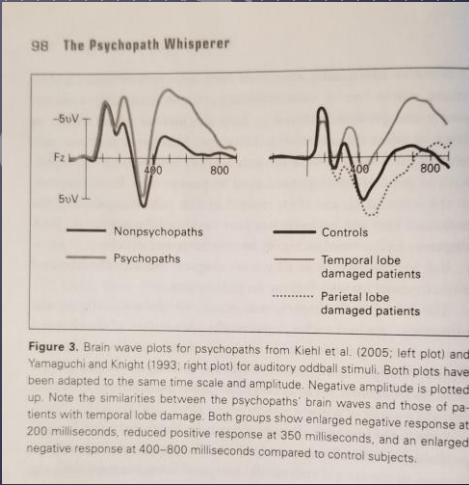 98 The Psychopath Whisperer
-5υV
Fz
5υV
400
800
400
800
Nonpsychopaths
Psychopaths
Controls
Temporal lobe
damaged patients
Parietal lobe
damaged patients
Figure 3. Brain wave plots for psychopaths from Kiehl et al. (2005; left plot) and
Yamaguchi and Knight (1993; right plot) for auditory oddball stimuli. Both plots have
been adapted to the same time scale and amplitude. Negative amplitude is plotted
up. Note the similarities between the psychopaths' brain waves and those of pa-
tients with temporal lobe damage. Both groups show enlarged negative response at
200 milliseconds, reduced positive response at 350 milliseconds, and an enlarged
negative response at 400–800 milliseconds compared to control subjects.